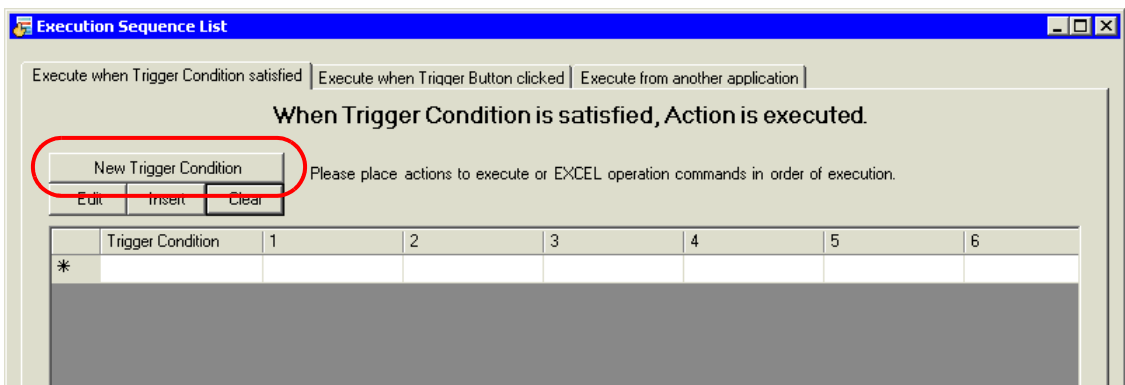 Execution Sequence List
Execute when Trigger Condition satisfied Execute when Trigger Button clicked Execute from another application
When Trigger Condition is satisfied, Action is executed.
New Trigger Condition
Please place actions to execute or EXCEL operation commands in order of execution.
Edit Insert Clear
Trigger Condition 1 2 3 4 5 6
*